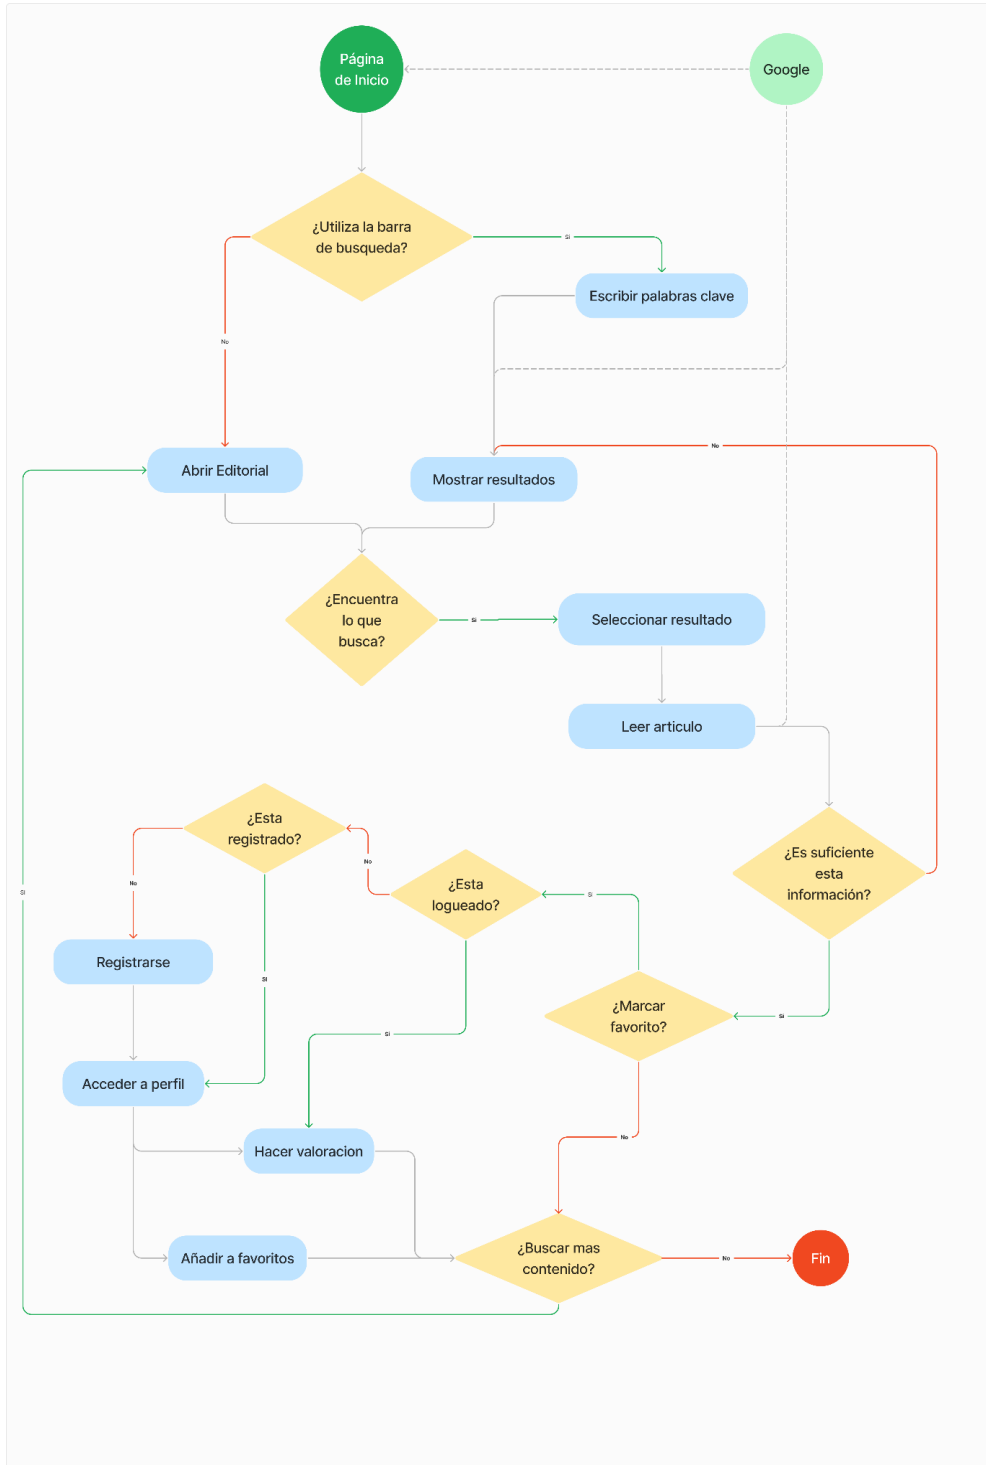 Página
de Inicio
Google
¿Utiliza la barra
de busqueda?
Si
Escribir palabras clave
No
No
Abrir Editorial
Mostrar resultados
¿Encuentra
lo que
busca?
Si
Seleccionar resultado
Leer articulo
¿Esta
registrado?
¿Es suficiente
esta
información?
No
¿Esta
logueado?
Si
No
Si
Registrarse
Si
¿Marcar
favorito?
Si
Si
Acceder a perfil
No
Hacer valoracion
¿Buscar mas
contenido?
Añadir a favoritos
No
Fin